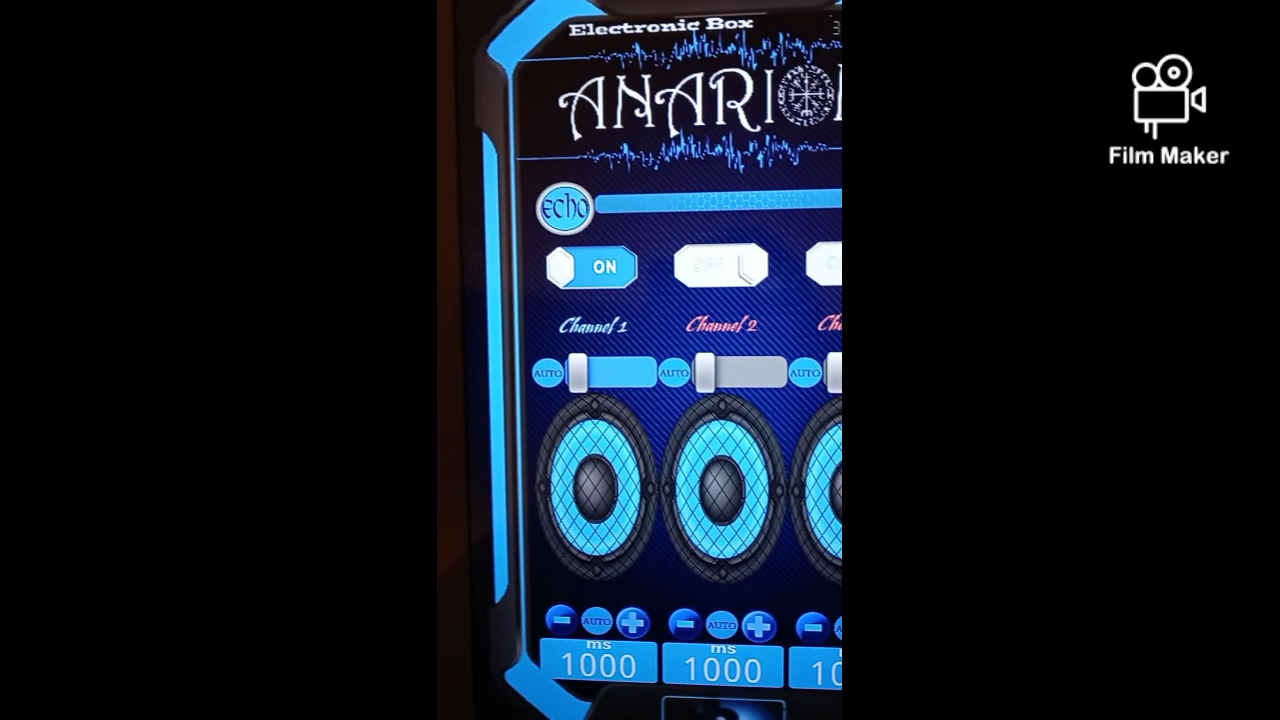 Electronic Box
ANARI
Film Maker
ECHO
ON
OFF
Channel 1
Channel 2
AUTO
AUTO
AUTO
AUTO
AUTO
ms
ms
1000
1000